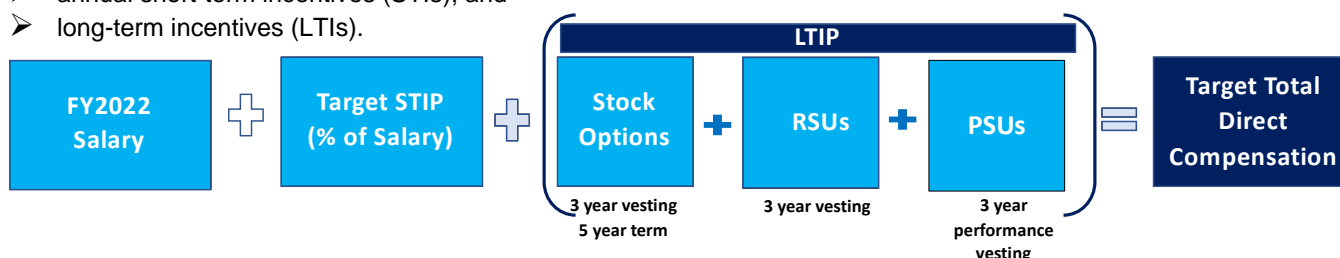 ➢ long-term incentives (LTIs).
LTIP
FY2022
Salary
Target STIP
(% of Salary)
Stock
Options
RSUs
PSUs
Target Total
Direct
Compensation
3 year vesting
5 year term
3 year vesting
3 year
performance
vesting